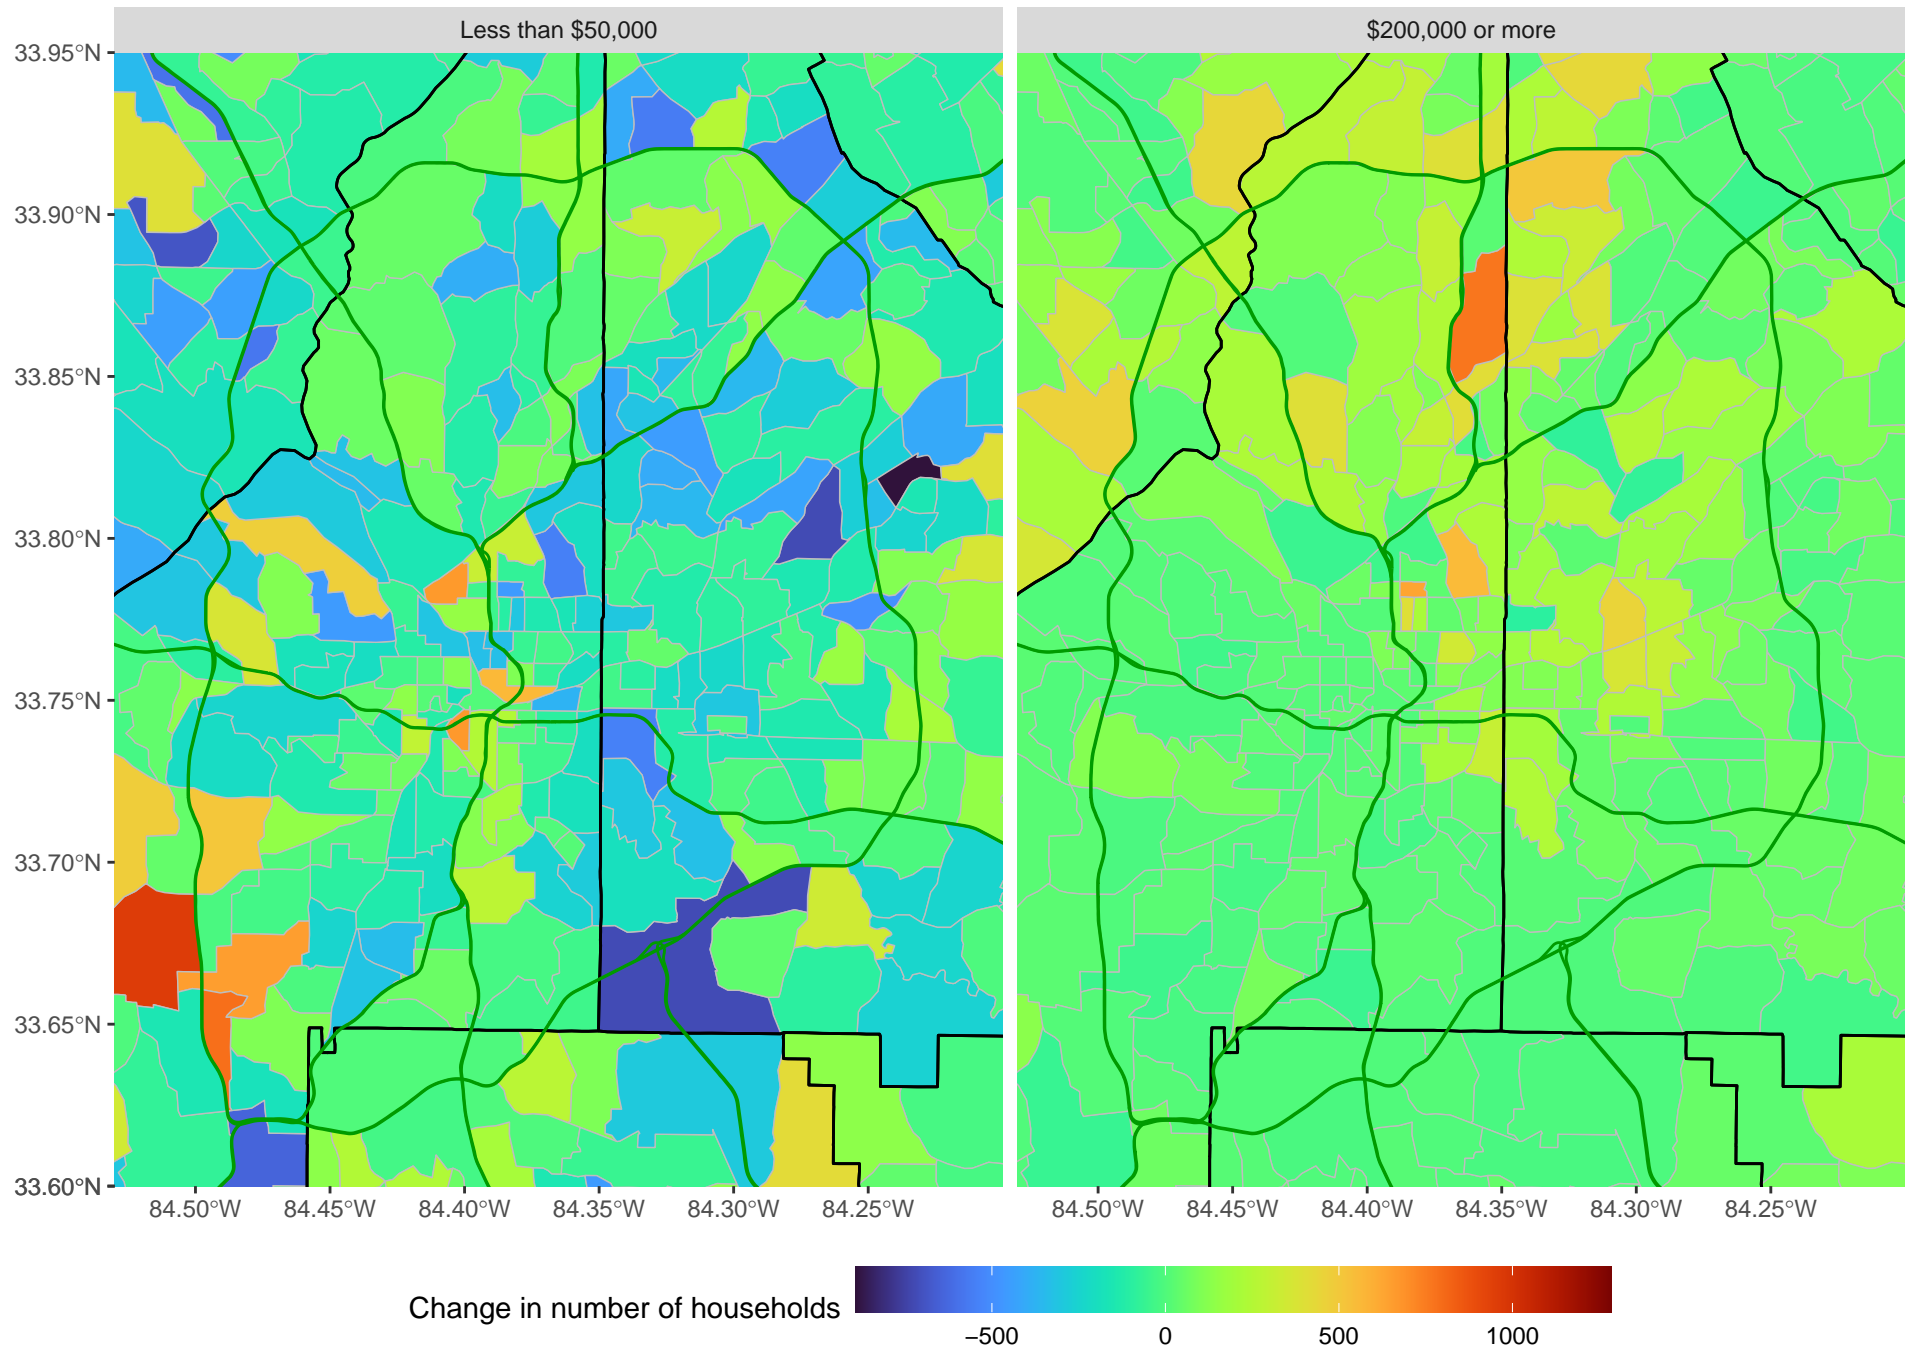 Less than $50,000
$200,000 or more
33.95°N
33.90°N
33.85°N
33.80°N
33.75°N
33.70°N
33.65°N
33.60°N
84.50°W 84.45°W 84.40°W 84.35°W 84.30°W 84.25°W
84.50°W 84.45°W 84.40°W 84.35°W 84.30°W 84.25°W
Change in number of households
−500 0 500 1000